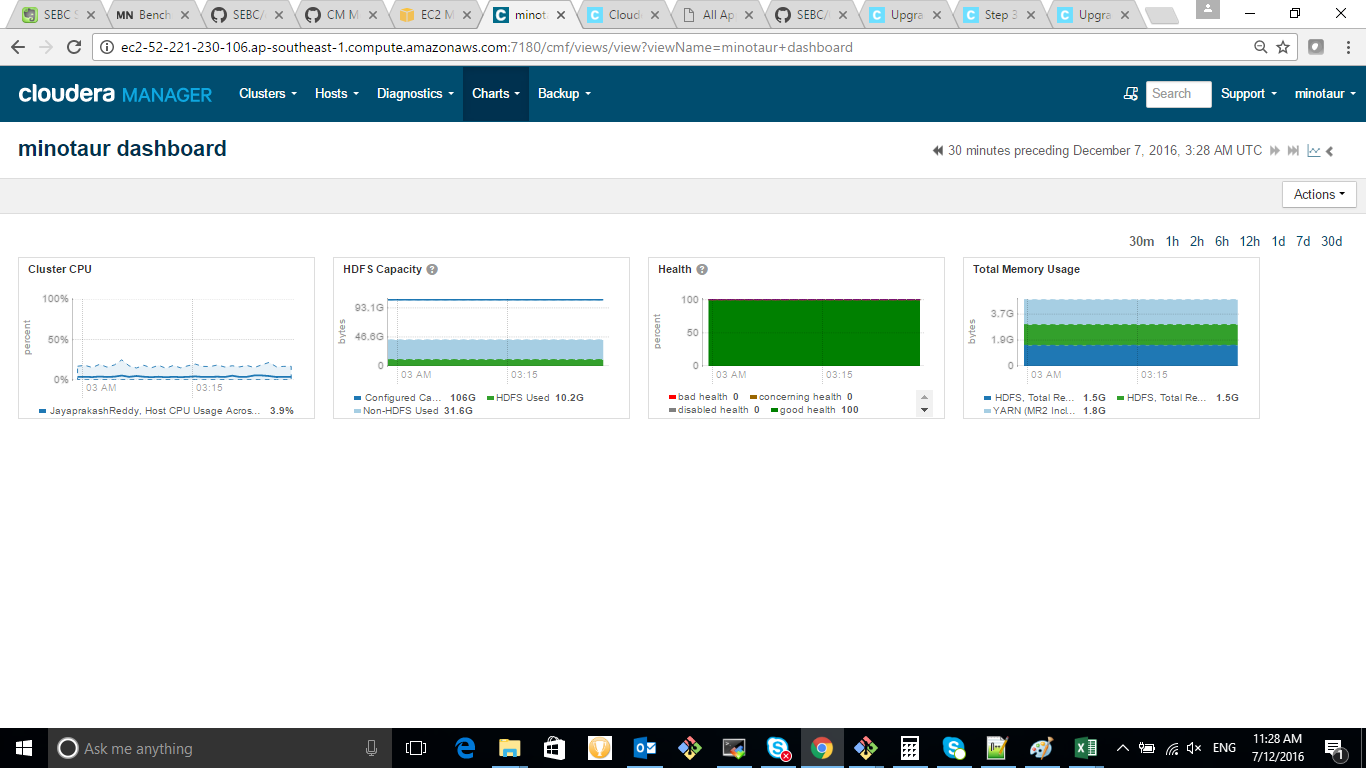 SEBC S
MN Bench
SEBC/
CM M
EC2 M
minot
Cloud
All Ap
SEBC/
Upgra
Step 3
Upgra
ec2-52-221-230-106.ap-southeast-1.compute.amazonaws.com:7180/cmf/views/view?viewName=minotaur+dashboard
cloudera MANAGER Clusters Hosts Diagnostics Charts Backup Search Support minotaur
minotaur dashboard
30 minutes preceding December 7, 2016, 3:28 AM UTC
Actions
30m 1h 2h 6h 12h 1d 7d 30d
Cluster CPU
100%
50%
0%
percent
03 AM 03:15
JayaprakashReddy, Host CPU Usage Acros... 3.9%
HDFS Capacity ?
93.1G
46.6G
0
bytes
03 AM 03:15
Configured Ca... 106G HDFS Used 10.2G
Non-HDFS Used 31.6G
Health ?
100
50
0
percent
03 AM 03:15
bad health 0 concerning health 0
disabled health 0 good health 100
Total Memory Usage
3.7G
1.9G
0
bytes
03 AM 03:15
HDFS, Total Re... 1.5G HDFS, Total Re... 1.5G
YARN (MR2 Incl... 1.8G
Ask me anything
ENG
11:28 AM
7/12/2016
1